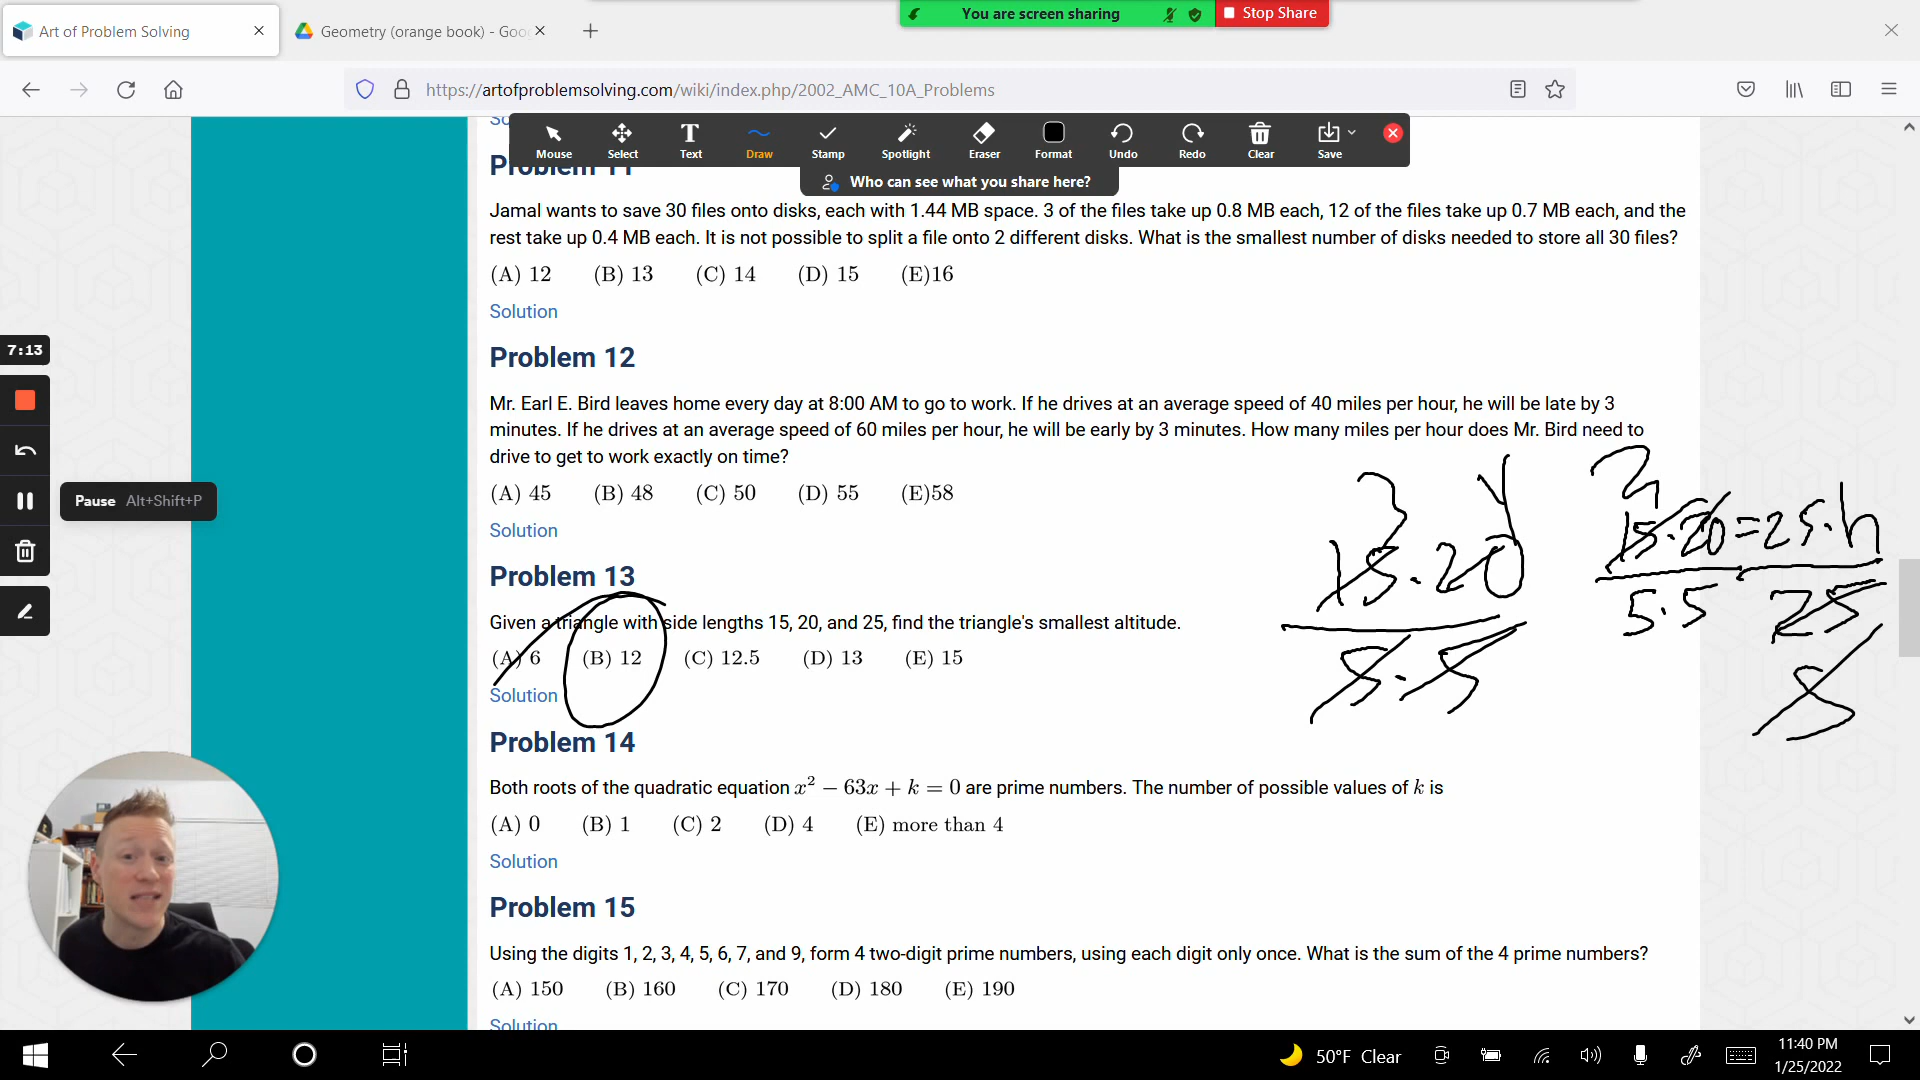 You are screen sharing
Stop Share
Art of Problem Solving
Geometry (orange book) - Goo
https://artofproblemsolving.com/wiki/index.php/2002_AMC_10A_Problems
Mouse Select Text Draw Stamp Spotlight Eraser Format Undo Redo Clear Save
Who can see what you share here?
Problem 11
Jamal wants to save 30 files onto disks, each with 1.44 MB space. 3 of the files take up 0.8 MB each, 12 of the files take up 0.7 MB each, and the
rest take up 0.4 MB each. It is not possible to split a file onto 2 different disks. What is the smallest number of disks needed to store all 30 files?
(A) 12 (B) 13 (C) 14 (D) 15 (E)16
Solution
7:13
Problem 12
Mr. Earl E. Bird leaves home every day at 8:00 AM to go to work. If he drives at an average speed of 40 miles per hour, he will be late by 3
minutes. If he drives at an average speed of 60 miles per hour, he will be early by 3 minutes. How many miles per hour does Mr. Bird need to
drive to get to work exactly on time?
(A) 45 (B) 48 (C) 50 (D) 55 (E)58
Pause Alt+Shift+P
Solution
3
15·20
5·5
15·20=25·h
5·5 25
5
Problem 13
Given a triangle with side lengths 15, 20, and 25, find the triangle's smallest altitude.
(A) 6 (B) 12 (C) 12.5 (D) 13 (E) 15
Solution
Problem 14
Both roots of the quadratic equation x² − 63x + k = 0 are prime numbers. The number of possible values of k is
(A) 0 (B) 1 (C) 2 (D) 4 (E) more than 4
Solution
Problem 15
Using the digits 1, 2, 3, 4, 5, 6, 7, and 9, form 4 two-digit prime numbers, using each digit only once. What is the sum of the 4 prime numbers?
(A) 150 (B) 160 (C) 170 (D) 180 (E) 190
Solution
50°F Clear
11:40 PM
1/25/2022